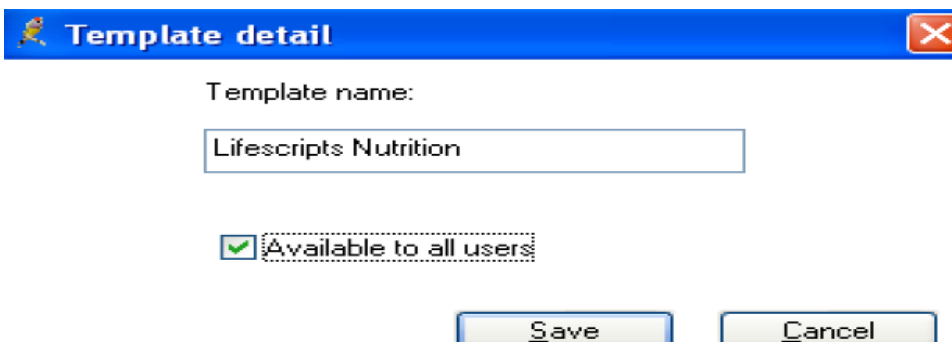 Template detail
Template name:
Lifescripts Nutrition
Available to all users
Save Cancel